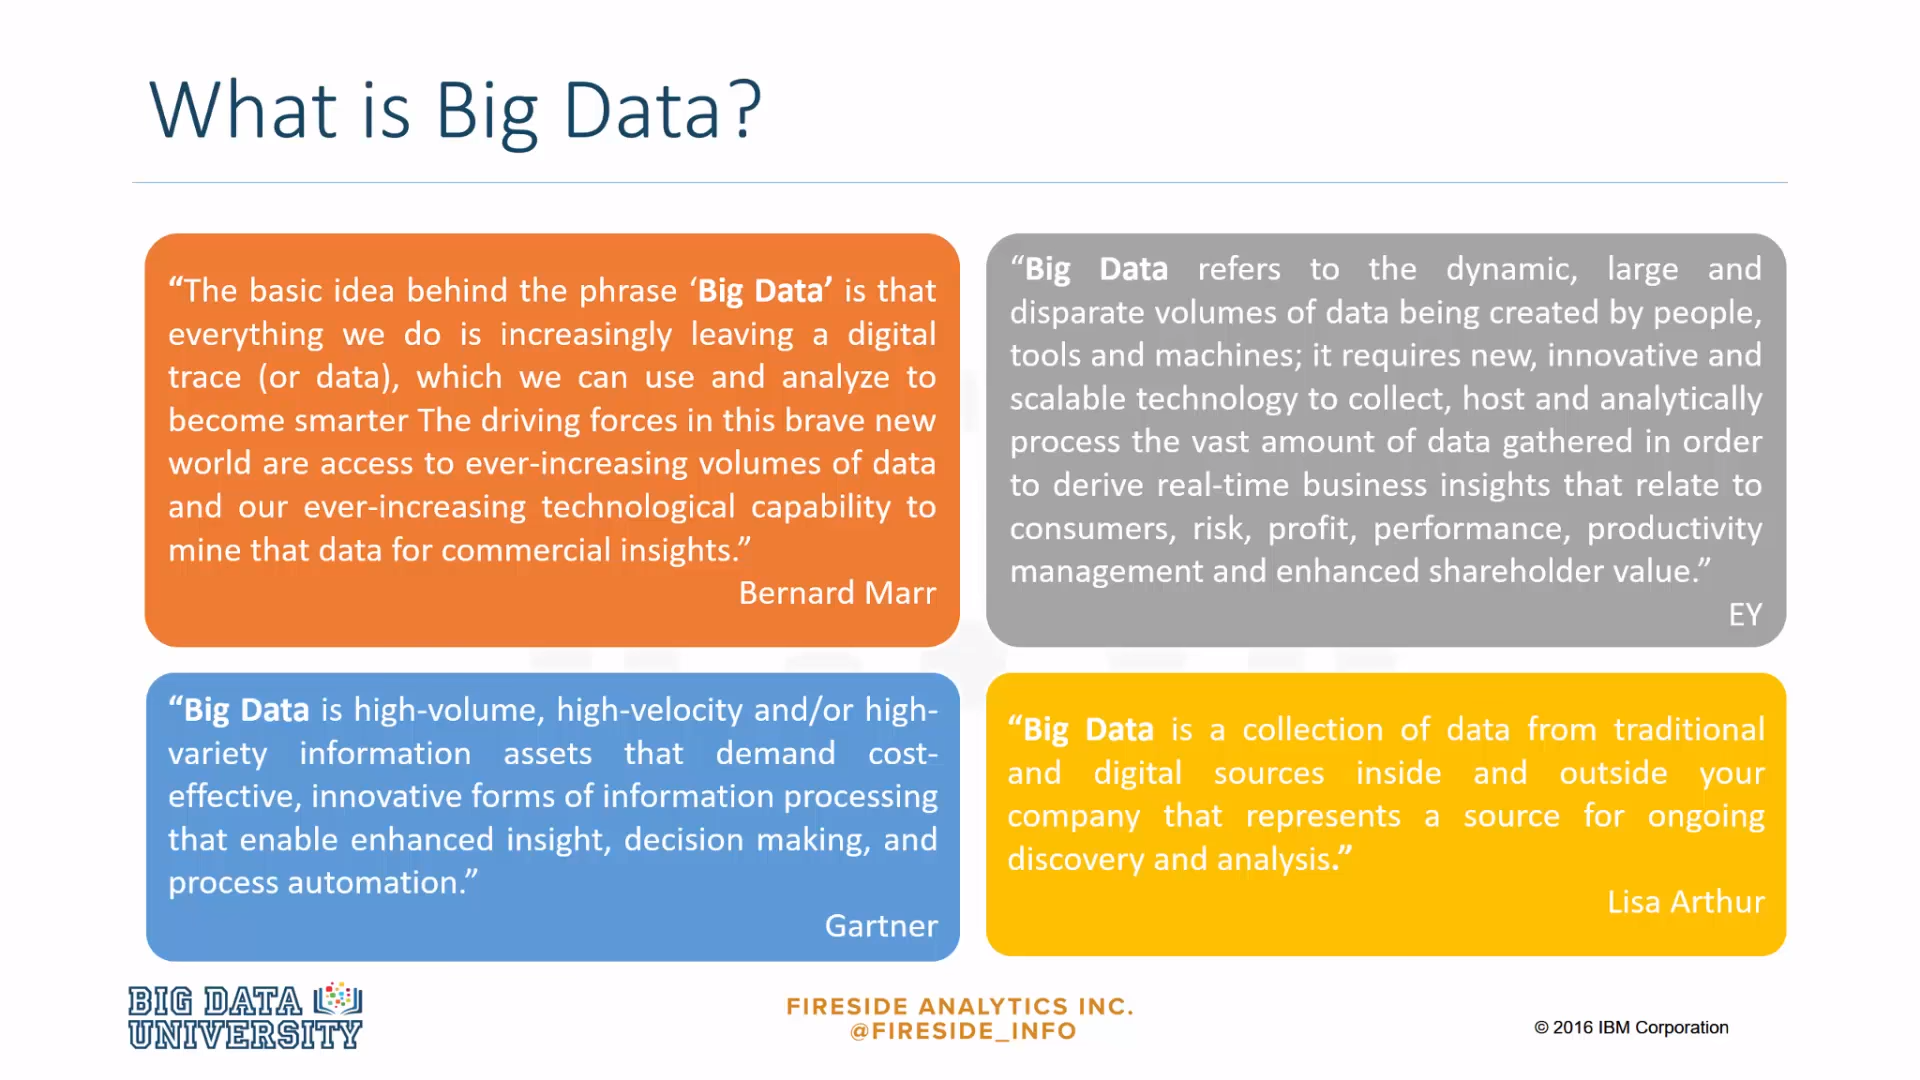 What is Big Data?
“The basic idea behind the phrase ‘Big Data’ is that
everything we do is increasingly leaving a digital
trace (or data), which we can use and analyze to
become smarter The driving forces in this brave new
world are access to ever-increasing volumes of data
and our ever-increasing technological capability to
mine that data for commercial insights.”
Bernard Marr
“Big Data refers to the dynamic, large and
disparate volumes of data being created by people,
tools and machines; it requires new, innovative and
scalable technology to collect, host and analytically
process the vast amount of data gathered in order
to derive real-time business insights that relate to
consumers, risk, profit, performance, productivity
management and enhanced shareholder value.”
EY
“Big Data is high-volume, high-velocity and/or high-
variety information assets that demand cost-
effective, innovative forms of information processing
that enable enhanced insight, decision making, and
process automation.”
Gartner
“Big Data is a collection of data from traditional
and digital sources inside and outside your
company that represents a source for ongoing
discovery and analysis.”
Lisa Arthur
BIG DATA
UNIVERSITY
FIRESIDE ANALYTICS INC.
@FIRESIDE_INFO
© 2016 IBM Corporation